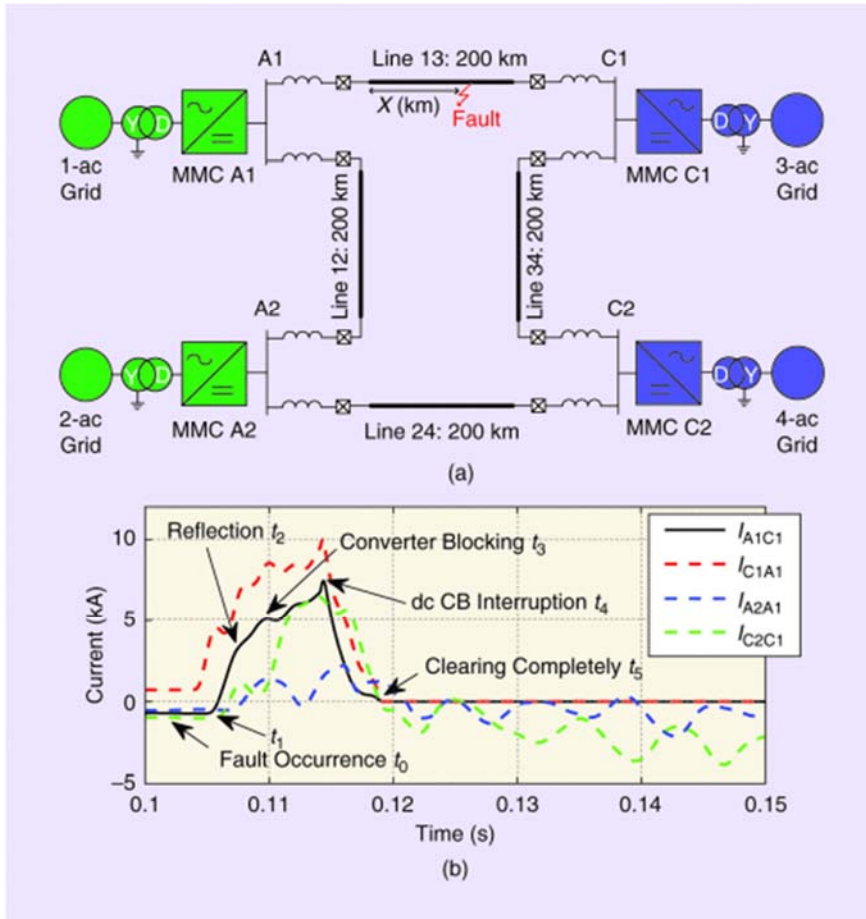 A1
Line 13: 200 km
C1
X (km)
Fault
Y D
D Y
1-ac
Grid
MMC A1
MMC C1
3-ac
Grid
Line 12: 200 km
Line 34: 200 km
A2
C2
Y D
D Y
2-ac
Grid
MMC A2
Line 24: 200 km
MMC C2
4-ac
Grid
(a)
Reflection t2
Converter Blocking t3
dc CB Interruption t4
Clearing Completely t5
t1
Fault Occurrence t0
IA1C1
IC1A1
IA2A1
IC2C1
Current (kA)
10
5
0
–5
0.1
0.11
0.12
0.13
0.14
0.15
Time (s)
(b)